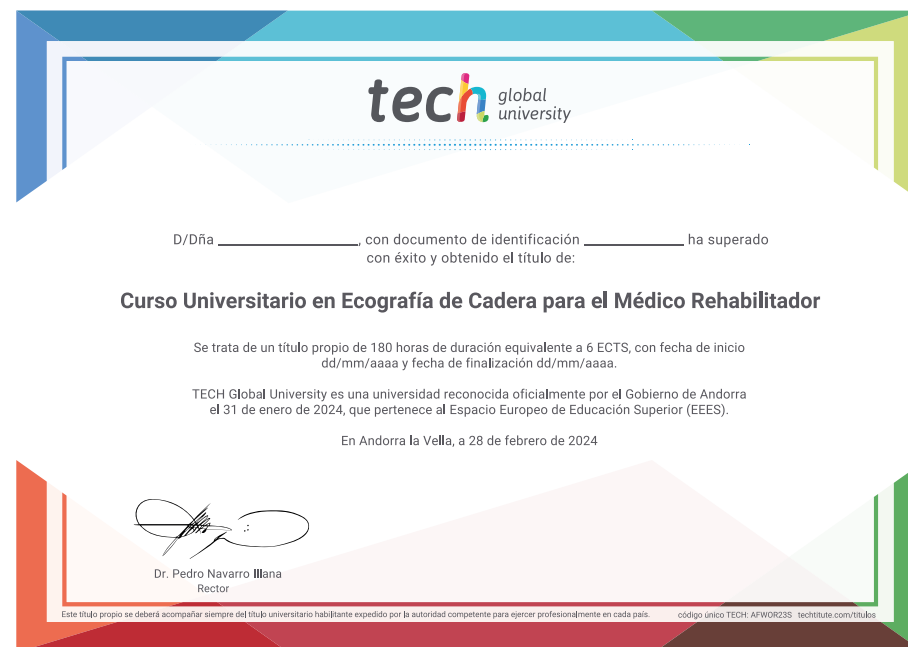 tech global university
D/Dña ____________________, con documento de identificación ______________ ha superado
con éxito y obtenido el título de:
Curso Universitario en Ecografía de Cadera para el Médico Rehabilitador
Se trata de un título propio de 180 horas de duración equivalente a 6 ECTS, con fecha de inicio
dd/mm/aaaa y fecha de finalización dd/mm/aaaa.
TECH Global University es una universidad reconocida oficialmente por el Gobierno de Andorra
el 31 de enero de 2024, que pertenece al Espacio Europeo de Educación Superior (EEES).
En Andorra la Vella, a 28 de febrero de 2024
Dr. Pedro Navarro Illana
Rector
Este título propio se deberá acompañar siempre del título universitario habilitante expedido por la autoridad competente para ejercer profesionalmente en cada país. código único TECH: AFWOR23S techtitute.com/titulos